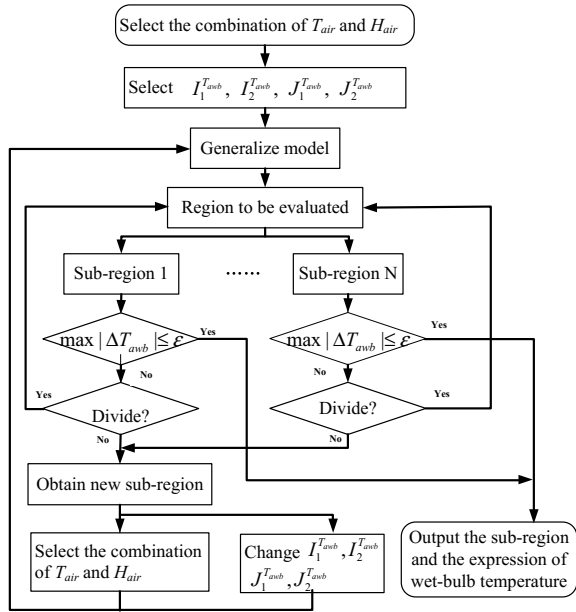 Select the combination of T_air and H_air
Select I_1^{T_awb}, I_2^{T_awb}, J_1^{T_awb}, J_2^{T_awb}
Generalize model
Region to be evaluated
Sub-region 1
......
Sub-region N
max | ΔT_awb |≤ ε
Yes
max | ΔT_awb |≤ ε
Yes
No
No
Yes
Divide?
Divide?
Yes
No
No
Obtain new sub-region
Select the combination
of T_air and H_air
Change I_1^{T_awb}, I_2^{T_awb}
J_1^{T_awb}, J_2^{T_awb}
Output the sub-region
and the expression of
wet-bulb temperature